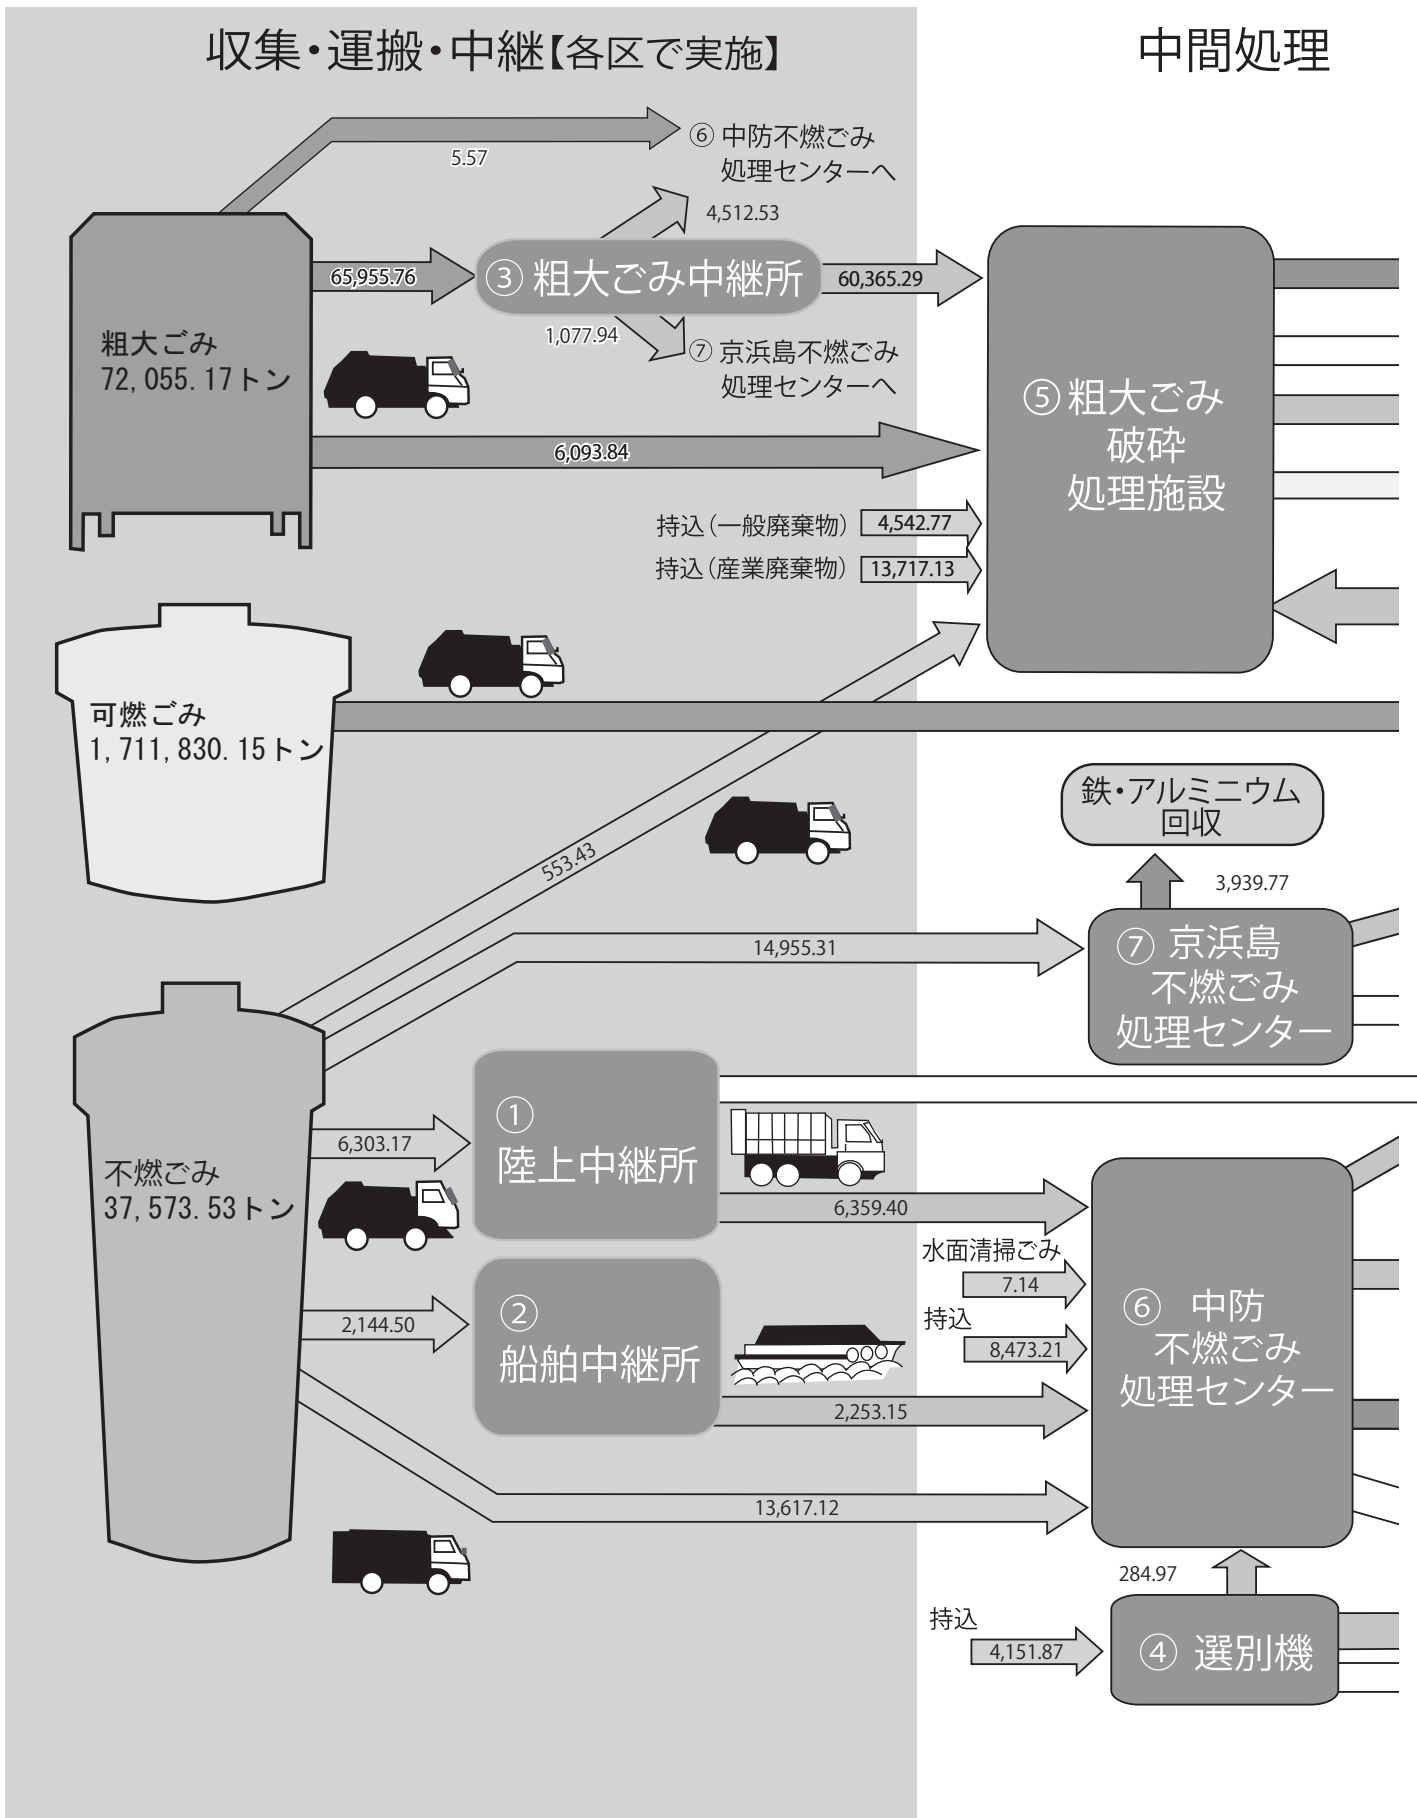 収集・運搬・中継【各区で実施】
中間処理
⑥ 中防不燃ごみ
処理センターへ
5.57
4,512.53
65,955.76
③ 粗大ごみ中継所
60,365.29
1,077.94
⑦ 京浜島不燃ごみ
処理センターへ
粗大ごみ
72,055.17トン
⑤ 粗大ごみ
破砕
処理施設
6,093.84
持込（一般廃棄物）
4,542.77
持込（産業廃棄物）
13,717.13
可燃ごみ
1,711,830.15トン
鉄・アルミニウム
回収
553.43
3,939.77
14,955.31
⑦ 京浜島
不燃ごみ
処理センター
不燃ごみ
37,573.53トン
6,303.17
①
陸上中継所
6,359.40
水面清掃ごみ
7.14
持込
8,473.21
2,144.50
②
船舶中継所
2,253.15
⑥ 中防
不燃ごみ
処理センター
13,617.12
284.97
持込
4,151.87
④ 選別機